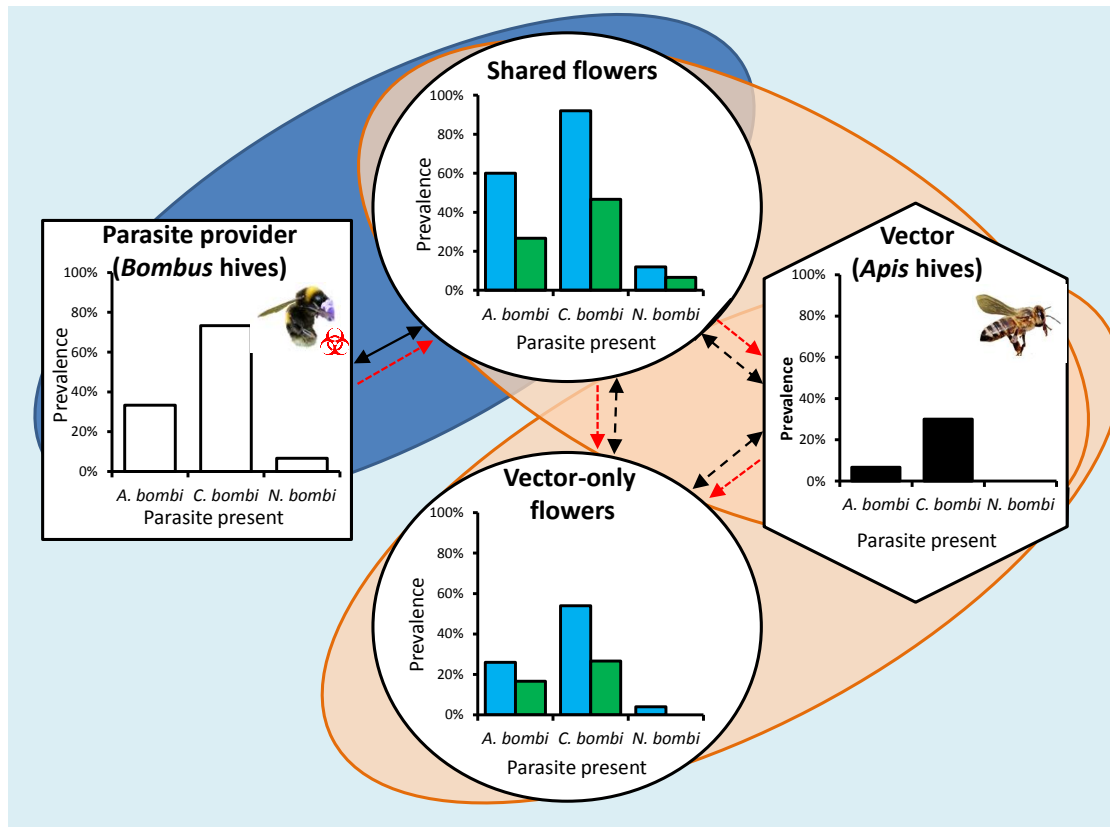 Shared flowers
100%
80%
60%
40%
20%
0%
Prevalence
A. bombi C. bombi N. bombi
Parasite present
Parasite provider
(Bombus hives)
100%
80%
60%
40%
20%
0%
Prevalence
A. bombi C. bombi N. bombi
Parasite present
Vector
(Apis hives)
100%
80%
60%
40%
20%
0%
Prevalence
A. bombi C. bombi N. bombi
Parasite present
Vector-only
flowers
100%
80%
60%
40%
20%
0%
Prevalence
A. bombi C. bombi N. bombi
Parasite present